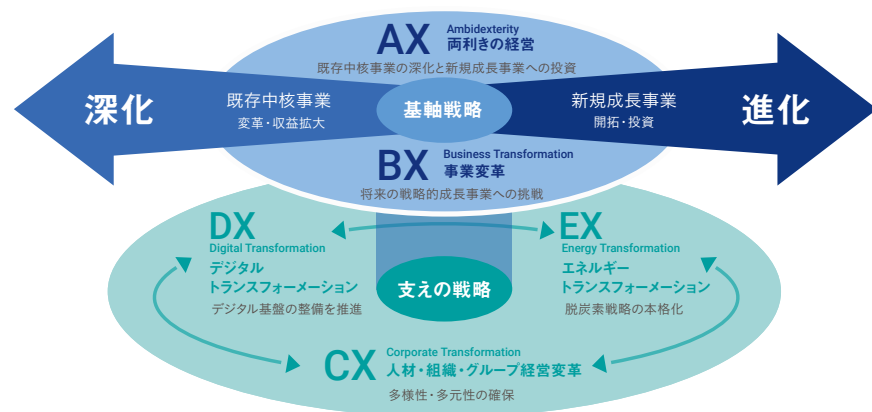 AX
Ambidexterity
両利きの経営
既存中核事業の深化と新規成長事業への投資
深化
既存中核事業
変革・収益拡大
基軸戦略
新規成長事業
開拓・投資
進化
BX
Business Transformation
事業変革
将来の戦略的成長事業への挑戦
DX
Digital Transformation
デジタル
トランスフォーメーション
デジタル基盤の整備を推進
EX
Energy Transformation
エネルギー
トランスフォーメーション
脱炭素戦略の本格化
支えの戦略
CX
Corporate Transformation
人材・組織・グループ経営変革
多様性・多元性の確保